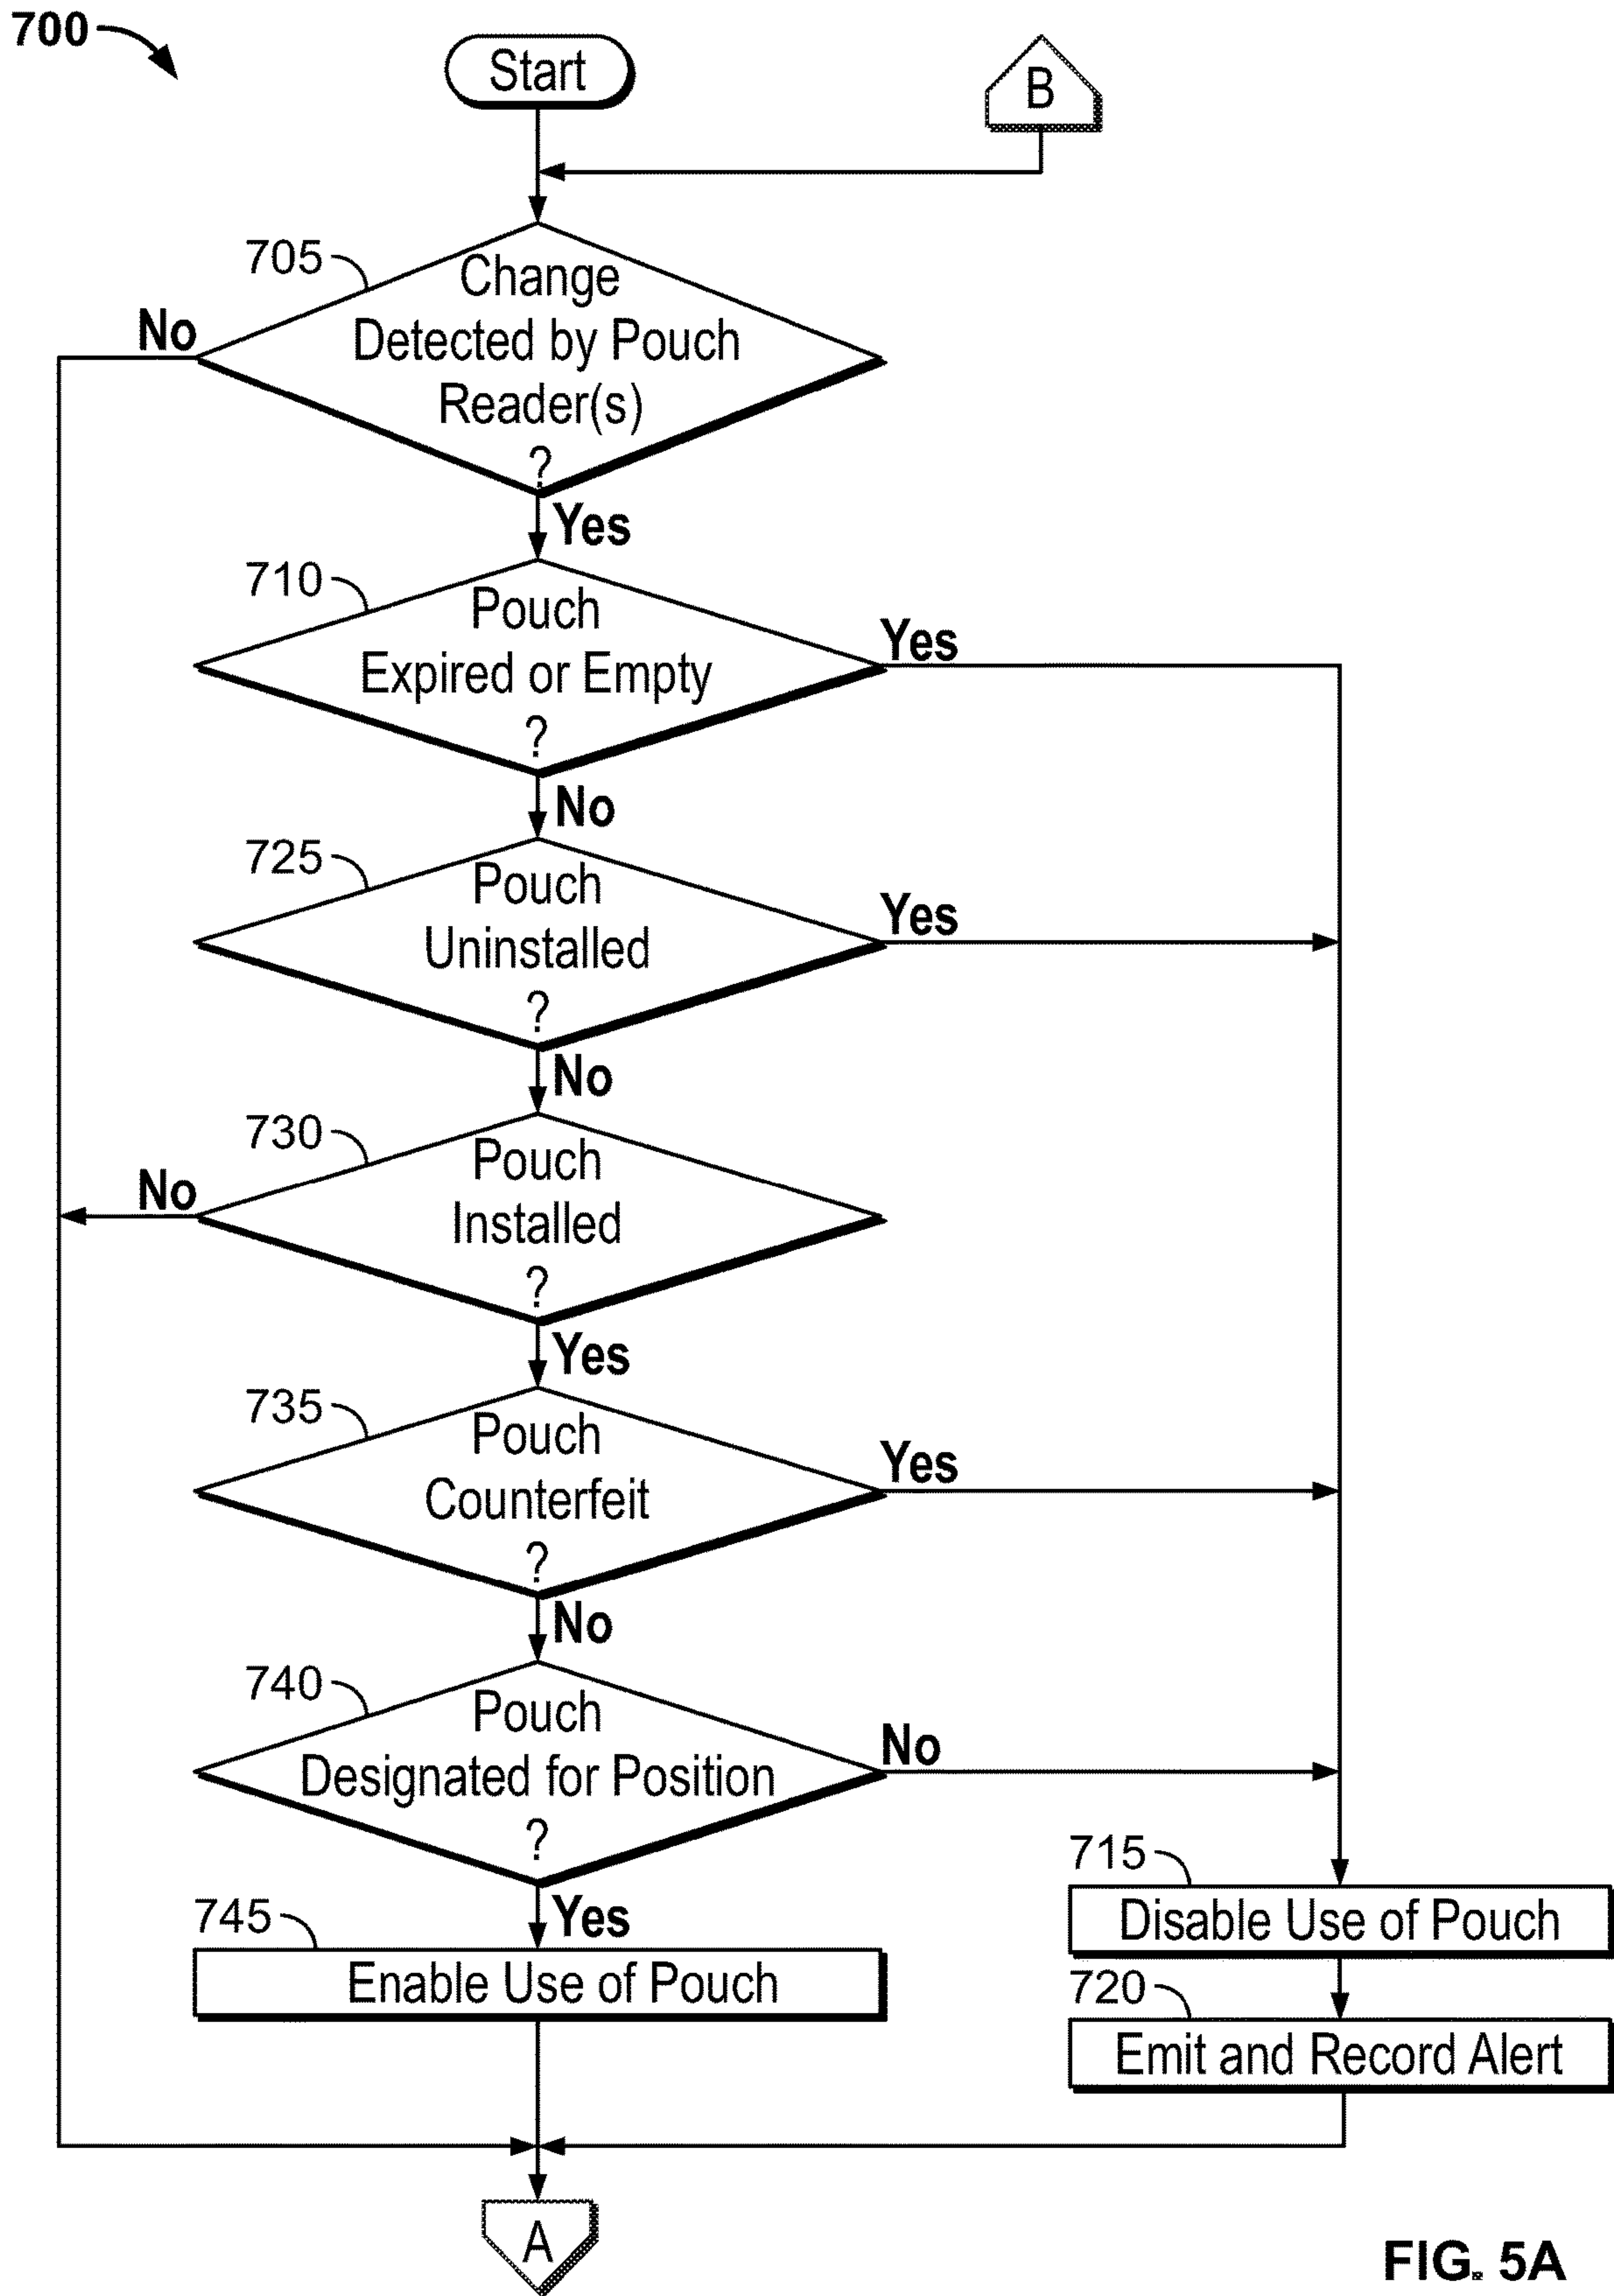 700
Start
B
705
Change
Detected by Pouch
Reader(s)
?
No
Yes
710
Pouch
Expired or Empty
?
Yes
No
725
Pouch
Uninstalled
?
Yes
No
730
Pouch
Installed
?
No
Yes
735
Pouch
Counterfeit
?
Yes
No
740
Pouch
Designated for Position
?
No
Yes
715
Disable Use of Pouch
745
Enable Use of Pouch
720
Emit and Record Alert
A
FIG. 5A